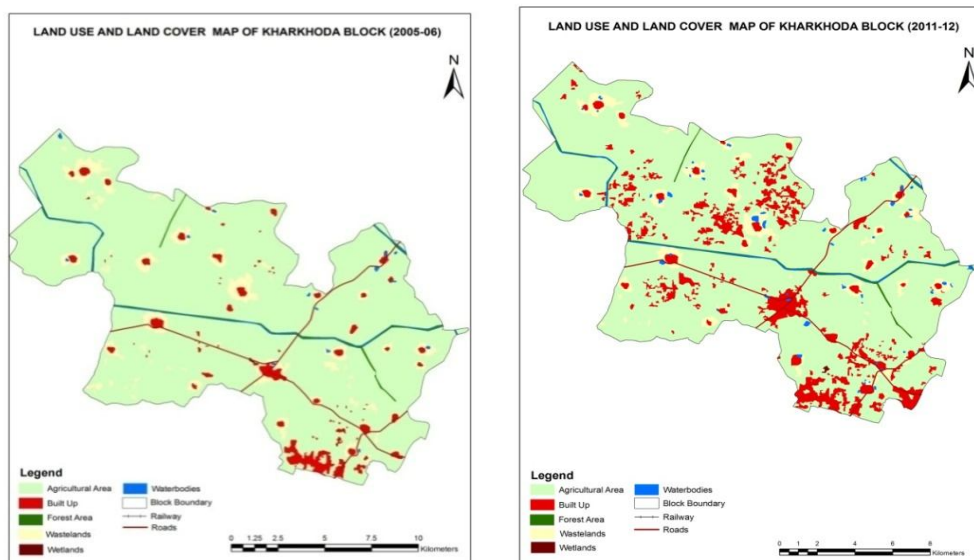 LAND USE AND LAND COVER MAP OF KHARKHODA BLOCK (2005-06)
N
Legend
Agricultural Area
Built Up
Forest Area
Wastelands
Wetlands
Waterbodies
Block Boundary
Railway
Roads
0 1.25 2.5 5 7.5 10
Kilometers
LAND USE AND LAND COVER MAP OF KHARKHODA BLOCK (2011-12)
N
Legend
Agricultural Area
Built Up
Forest Area
Wastelands
Wetlands
Waterbodies
Block Boundary
Railway
Roads
0 1 2 4 6 8
Kilometers